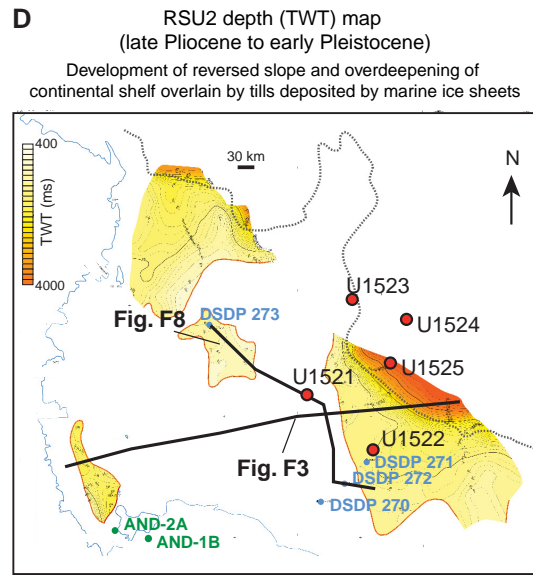 D
RSU2 depth (TWT) map
(late Pliocene to early Pleistocene)
Development of reversed slope and overdeepening of
continental shelf overlain by tills deposited by marine ice sheets
400
TWT (ms)
4000
30 km
N
U1523
DSDP 273
Fig. F8
U1524
U1525
U1521
U1522
DSDP 271
Fig. F3
DSDP 272
DSDP 270
AND-2A
AND-1B